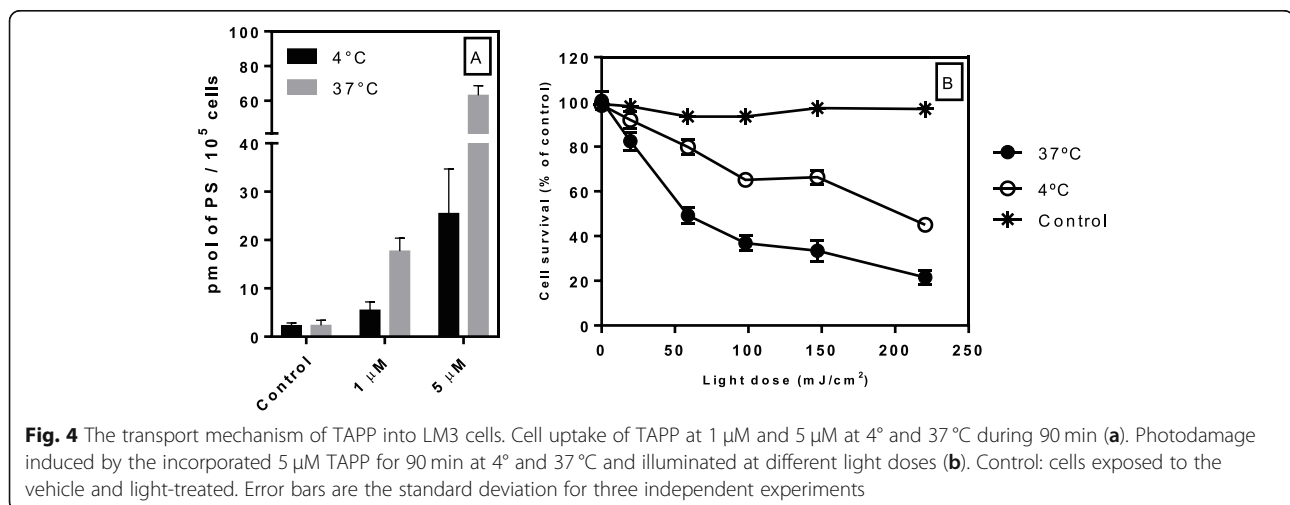 100
80
60
40
30
20
10
0
pmol of PS / 10^5 cells
4°C
37°C
A
Control
1 µM
5 µM
120
100
80
60
40
20
0
Cell survival (% of control)
B
0 50 100 150 200 250
Light dose (mJ/cm²)
37ºC
4ºC
Control
Fig. 4 The transport mechanism of TAPP into LM3 cells. Cell uptake of TAPP at 1 µM and 5 µM at 4° and 37 °C during 90 min (a). Photodamage
induced by the incorporated 5 µM TAPP for 90 min at 4° and 37 °C and illuminated at different light doses (b). Control: cells exposed to the
vehicle and light-treated. Error bars are the standard deviation for three independent experiments